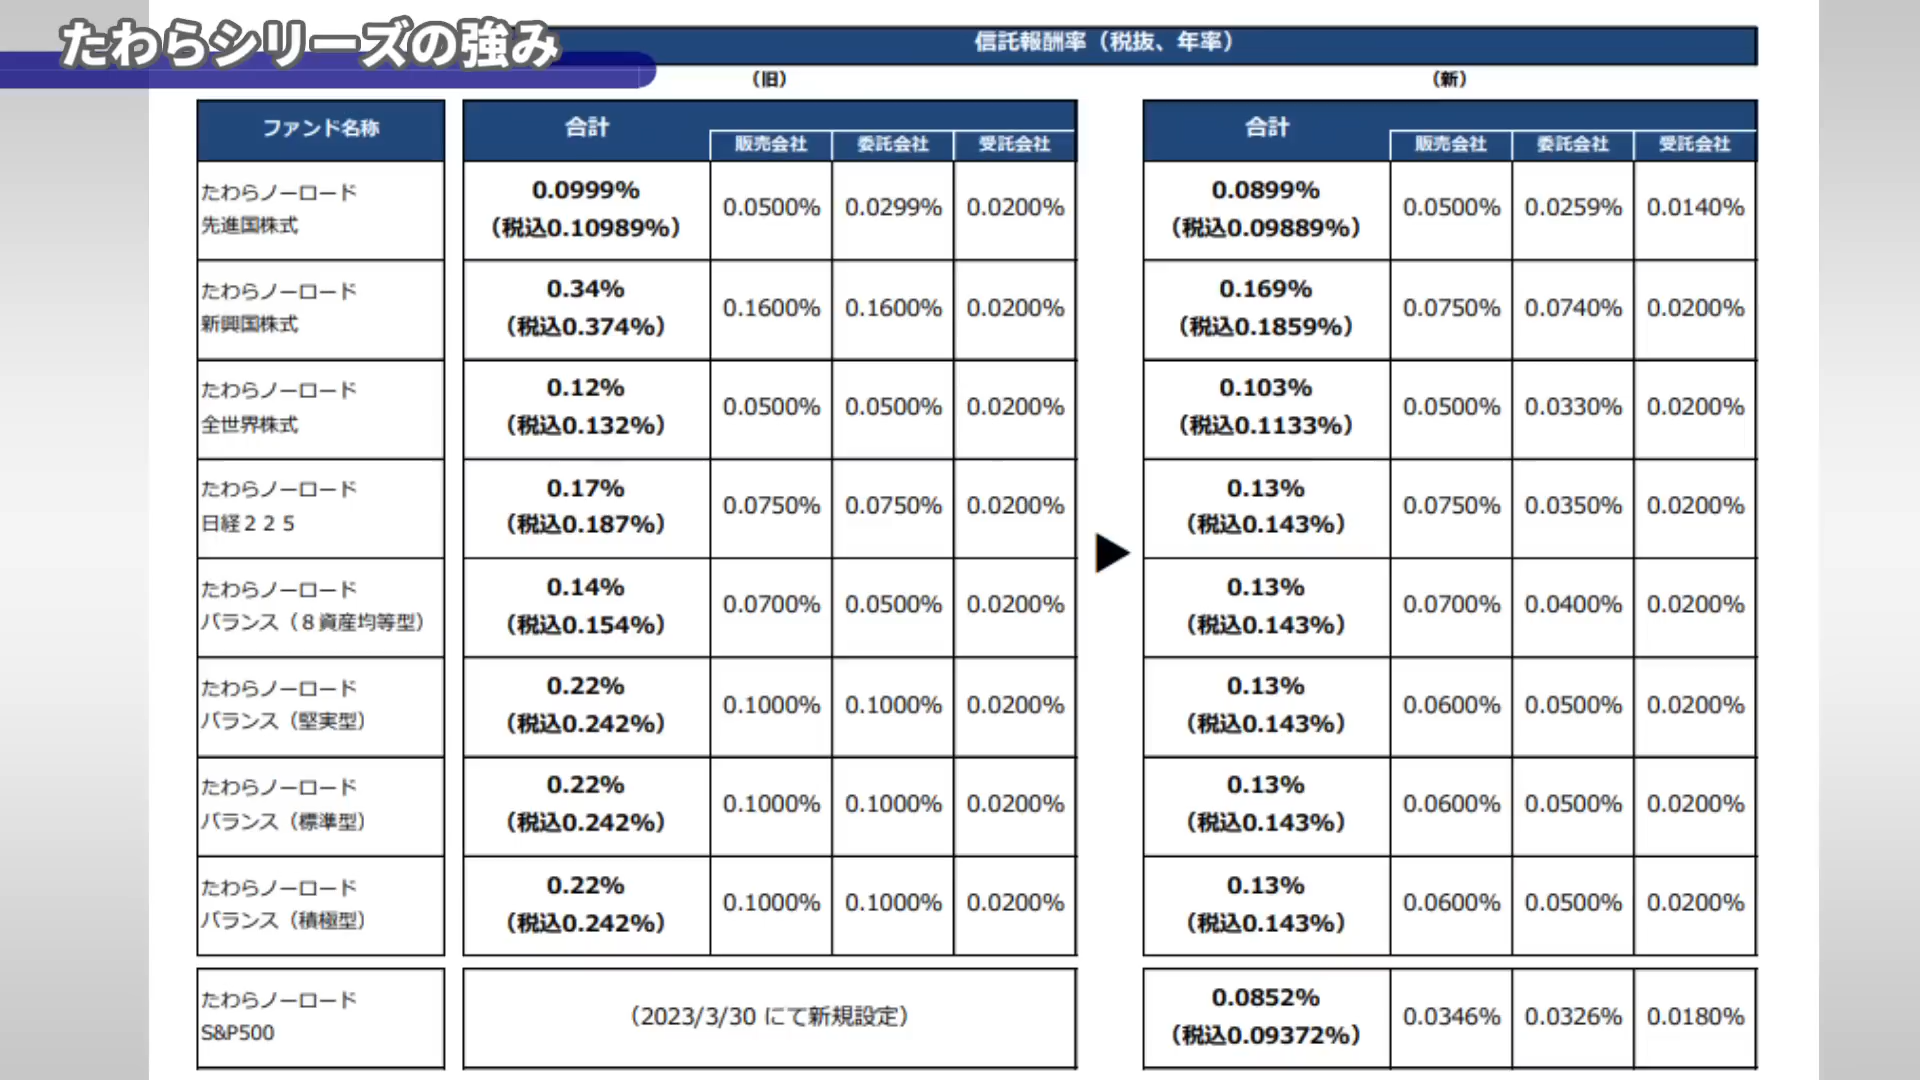 たわらシリーズの強み
信託報酬率（税抜、年率）
（旧）
（新）
ファンド名称
合計
販売会社
委託会社
受託会社
合計
販売会社
委託会社
受託会社
たわらノーロード
先進国株式
0.0999%
（税込0.10989%）
0.0500%
0.0299%
0.0200%
0.0899%
（税込0.09889%）
0.0500%
0.0259%
0.0140%
たわらノーロード
新興国株式
0.34%
（税込0.374%）
0.1600%
0.1600%
0.0200%
0.169%
（税込0.1859%）
0.0750%
0.0740%
0.0200%
たわらノーロード
全世界株式
0.12%
（税込0.132%）
0.0500%
0.0500%
0.0200%
0.103%
（税込0.1133%）
0.0500%
0.0330%
0.0200%
たわらノーロード
日経２２５
0.17%
（税込0.187%）
0.0750%
0.0750%
0.0200%
0.13%
（税込0.143%）
0.0750%
0.0350%
0.0200%
たわらノーロード
バランス（８資産均等型）
0.14%
（税込0.154%）
0.0700%
0.0500%
0.0200%
0.13%
（税込0.143%）
0.0700%
0.0400%
0.0200%
たわらノーロード
バランス（堅実型）
0.22%
（税込0.242%）
0.1000%
0.1000%
0.0200%
0.13%
（税込0.143%）
0.0600%
0.0500%
0.0200%
たわらノーロード
バランス（標準型）
0.22%
（税込0.242%）
0.1000%
0.1000%
0.0200%
0.13%
（税込0.143%）
0.0600%
0.0500%
0.0200%
たわらノーロード
バランス（積極型）
0.22%
（税込0.242%）
0.1000%
0.1000%
0.0200%
0.13%
（税込0.143%）
0.0600%
0.0500%
0.0200%
たわらノーロード
S&P500
（2023/3/30 にて新規設定）
0.0852%
（税込0.09372%）
0.0346%
0.0326%
0.0180%